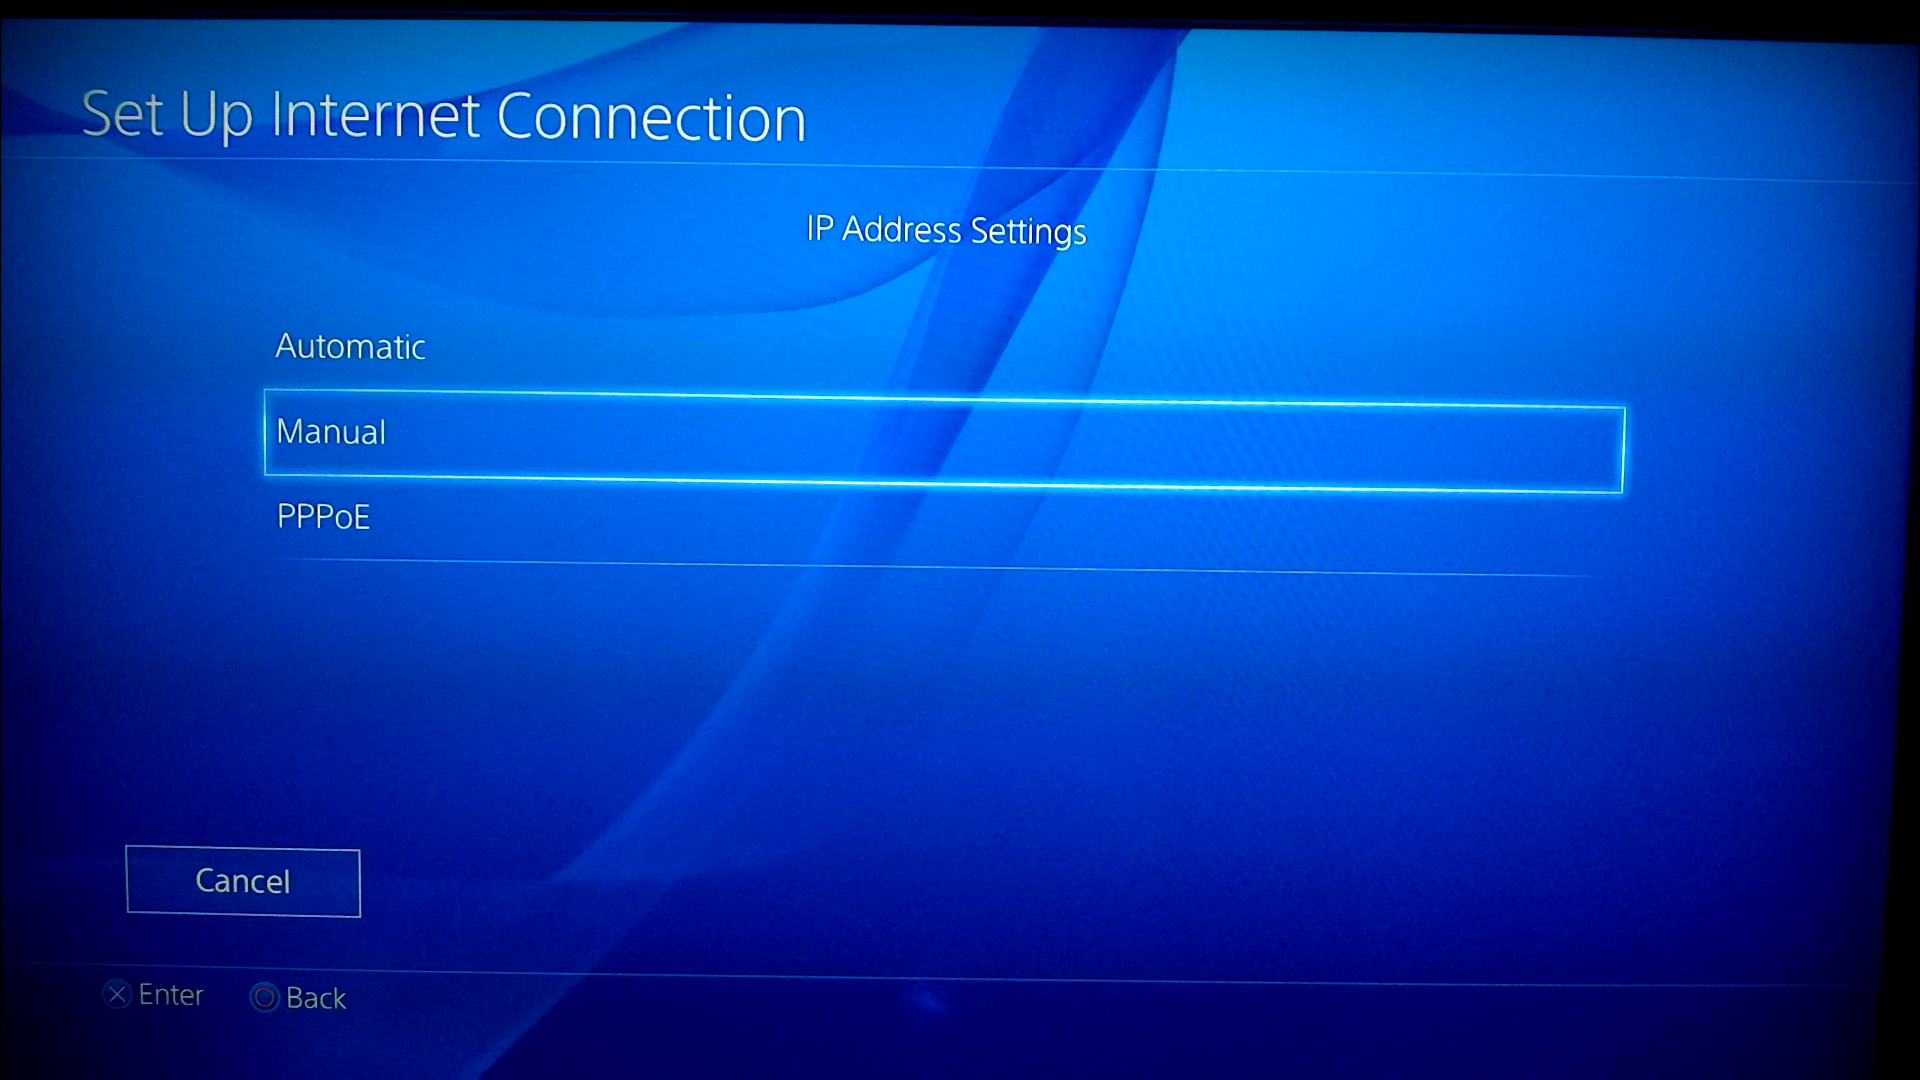 Set Up Internet Connection
IP Address Settings
Automatic
Manual
PPPoE
Cancel
Enter
Back